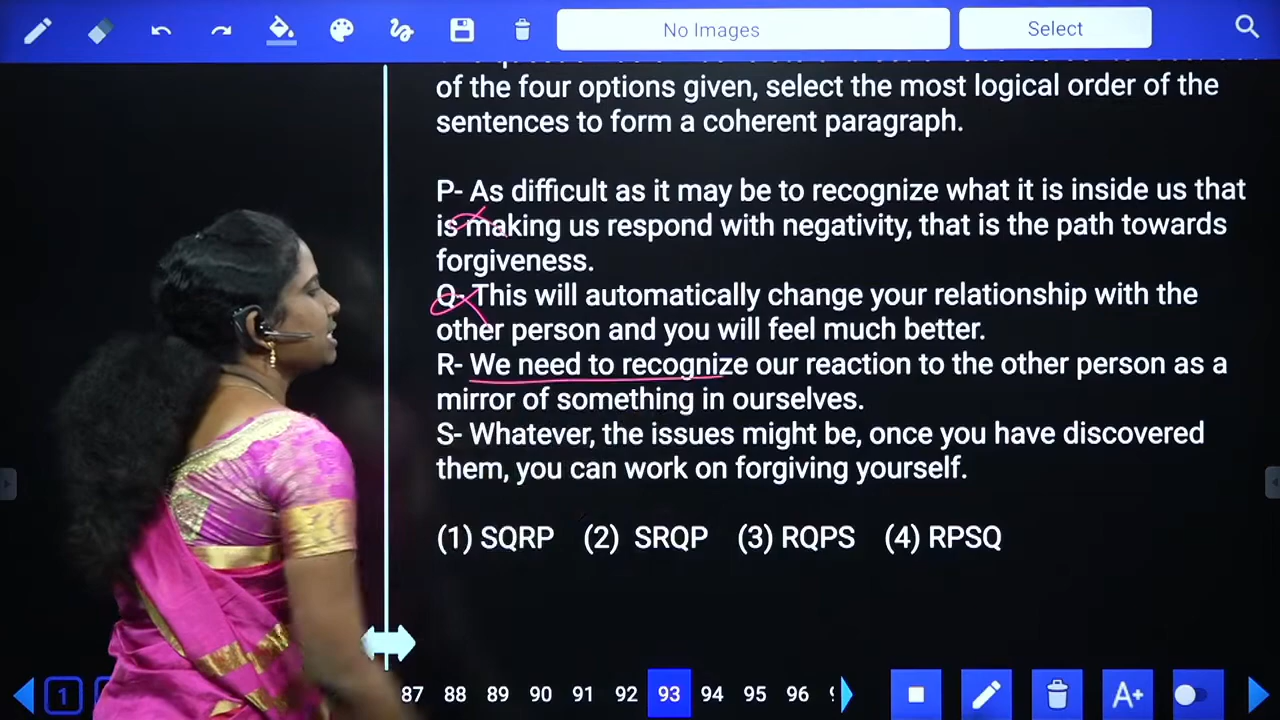 No Images
Select
of the four options given, select the most logical order of the
sentences to form a coherent paragraph.
P- As difficult as it may be to recognize what it is inside us that
is making us respond with negativity, that is the path towards
forgiveness.
Q- This will automatically change your relationship with the
other person and you will feel much better.
R- We need to recognize our reaction to the other person as a
mirror of something in ourselves.
S- Whatever, the issues might be, once you have discovered
them, you can work on forgiving yourself.
(1) SQRP (2) SRQP (3) RQPS (4) RPSQ
1 87 88 89 90 91 92 93 94 95 96 A+